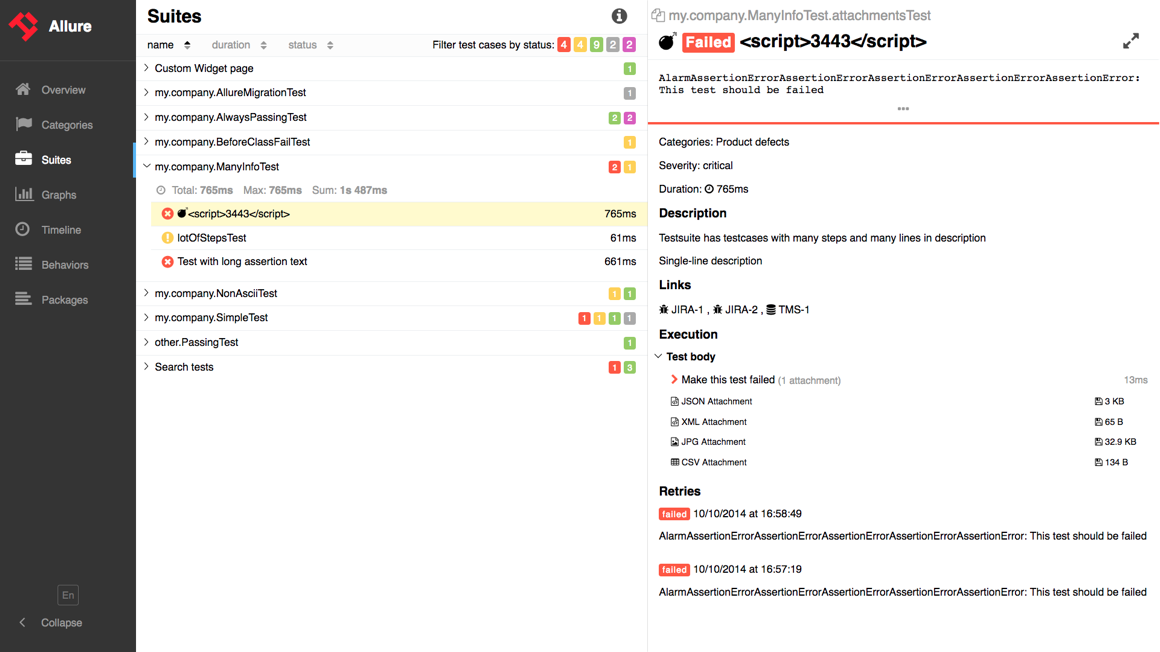 Allure
Overview
Categories
Suites
Graphs
Timeline
Behaviors
Packages
En
Collapse
Suites
name duration status Filter test cases by status: 4 4 9 2 2
Custom Widget page 1
my.company.AllureMigrationTest 1
my.company.AlwaysPassingTest 2 2
my.company.BeforeClassFailTest 1
my.company.ManyInfoTest 2 1
Total: 765ms Max: 765ms Sum: 1s 487ms
<script>3443</script> 765ms
lotOfStepsTest 61ms
Test with long assertion text 661ms
my.company.NonAsciiTest 1 1
my.company.SimpleTest 1 1 1 1
other.PassingTest 1
Search tests 1 3
my.company.ManyInfoTest.attachmentsTest
Failed <script>3443</script>
AlarmAssertionErrorAssertionErrorAssertionErrorAssertionErrorAssertionError:
This test should be failed
Categories: Product defects
Severity: critical
Duration: 765ms
Description
Testsuite has testcases with many steps and many lines in description
Single-line description
Links
JIRA-1 , JIRA-2 , TMS-1
Execution
Test body
Make this test failed (1 attachment) 13ms
JSON Attachment 3 KB
XML Attachment 65 B
JPG Attachment 32.9 KB
CSV Attachment 134 B
Retries
failed 10/10/2014 at 16:58:49
AlarmAssertionErrorAssertionErrorAssertionErrorAssertionErrorAssertionError: This test should be failed
failed 10/10/2014 at 16:57:19
AlarmAssertionErrorAssertionErrorAssertionErrorAssertionErrorAssertionError: This test should be failed